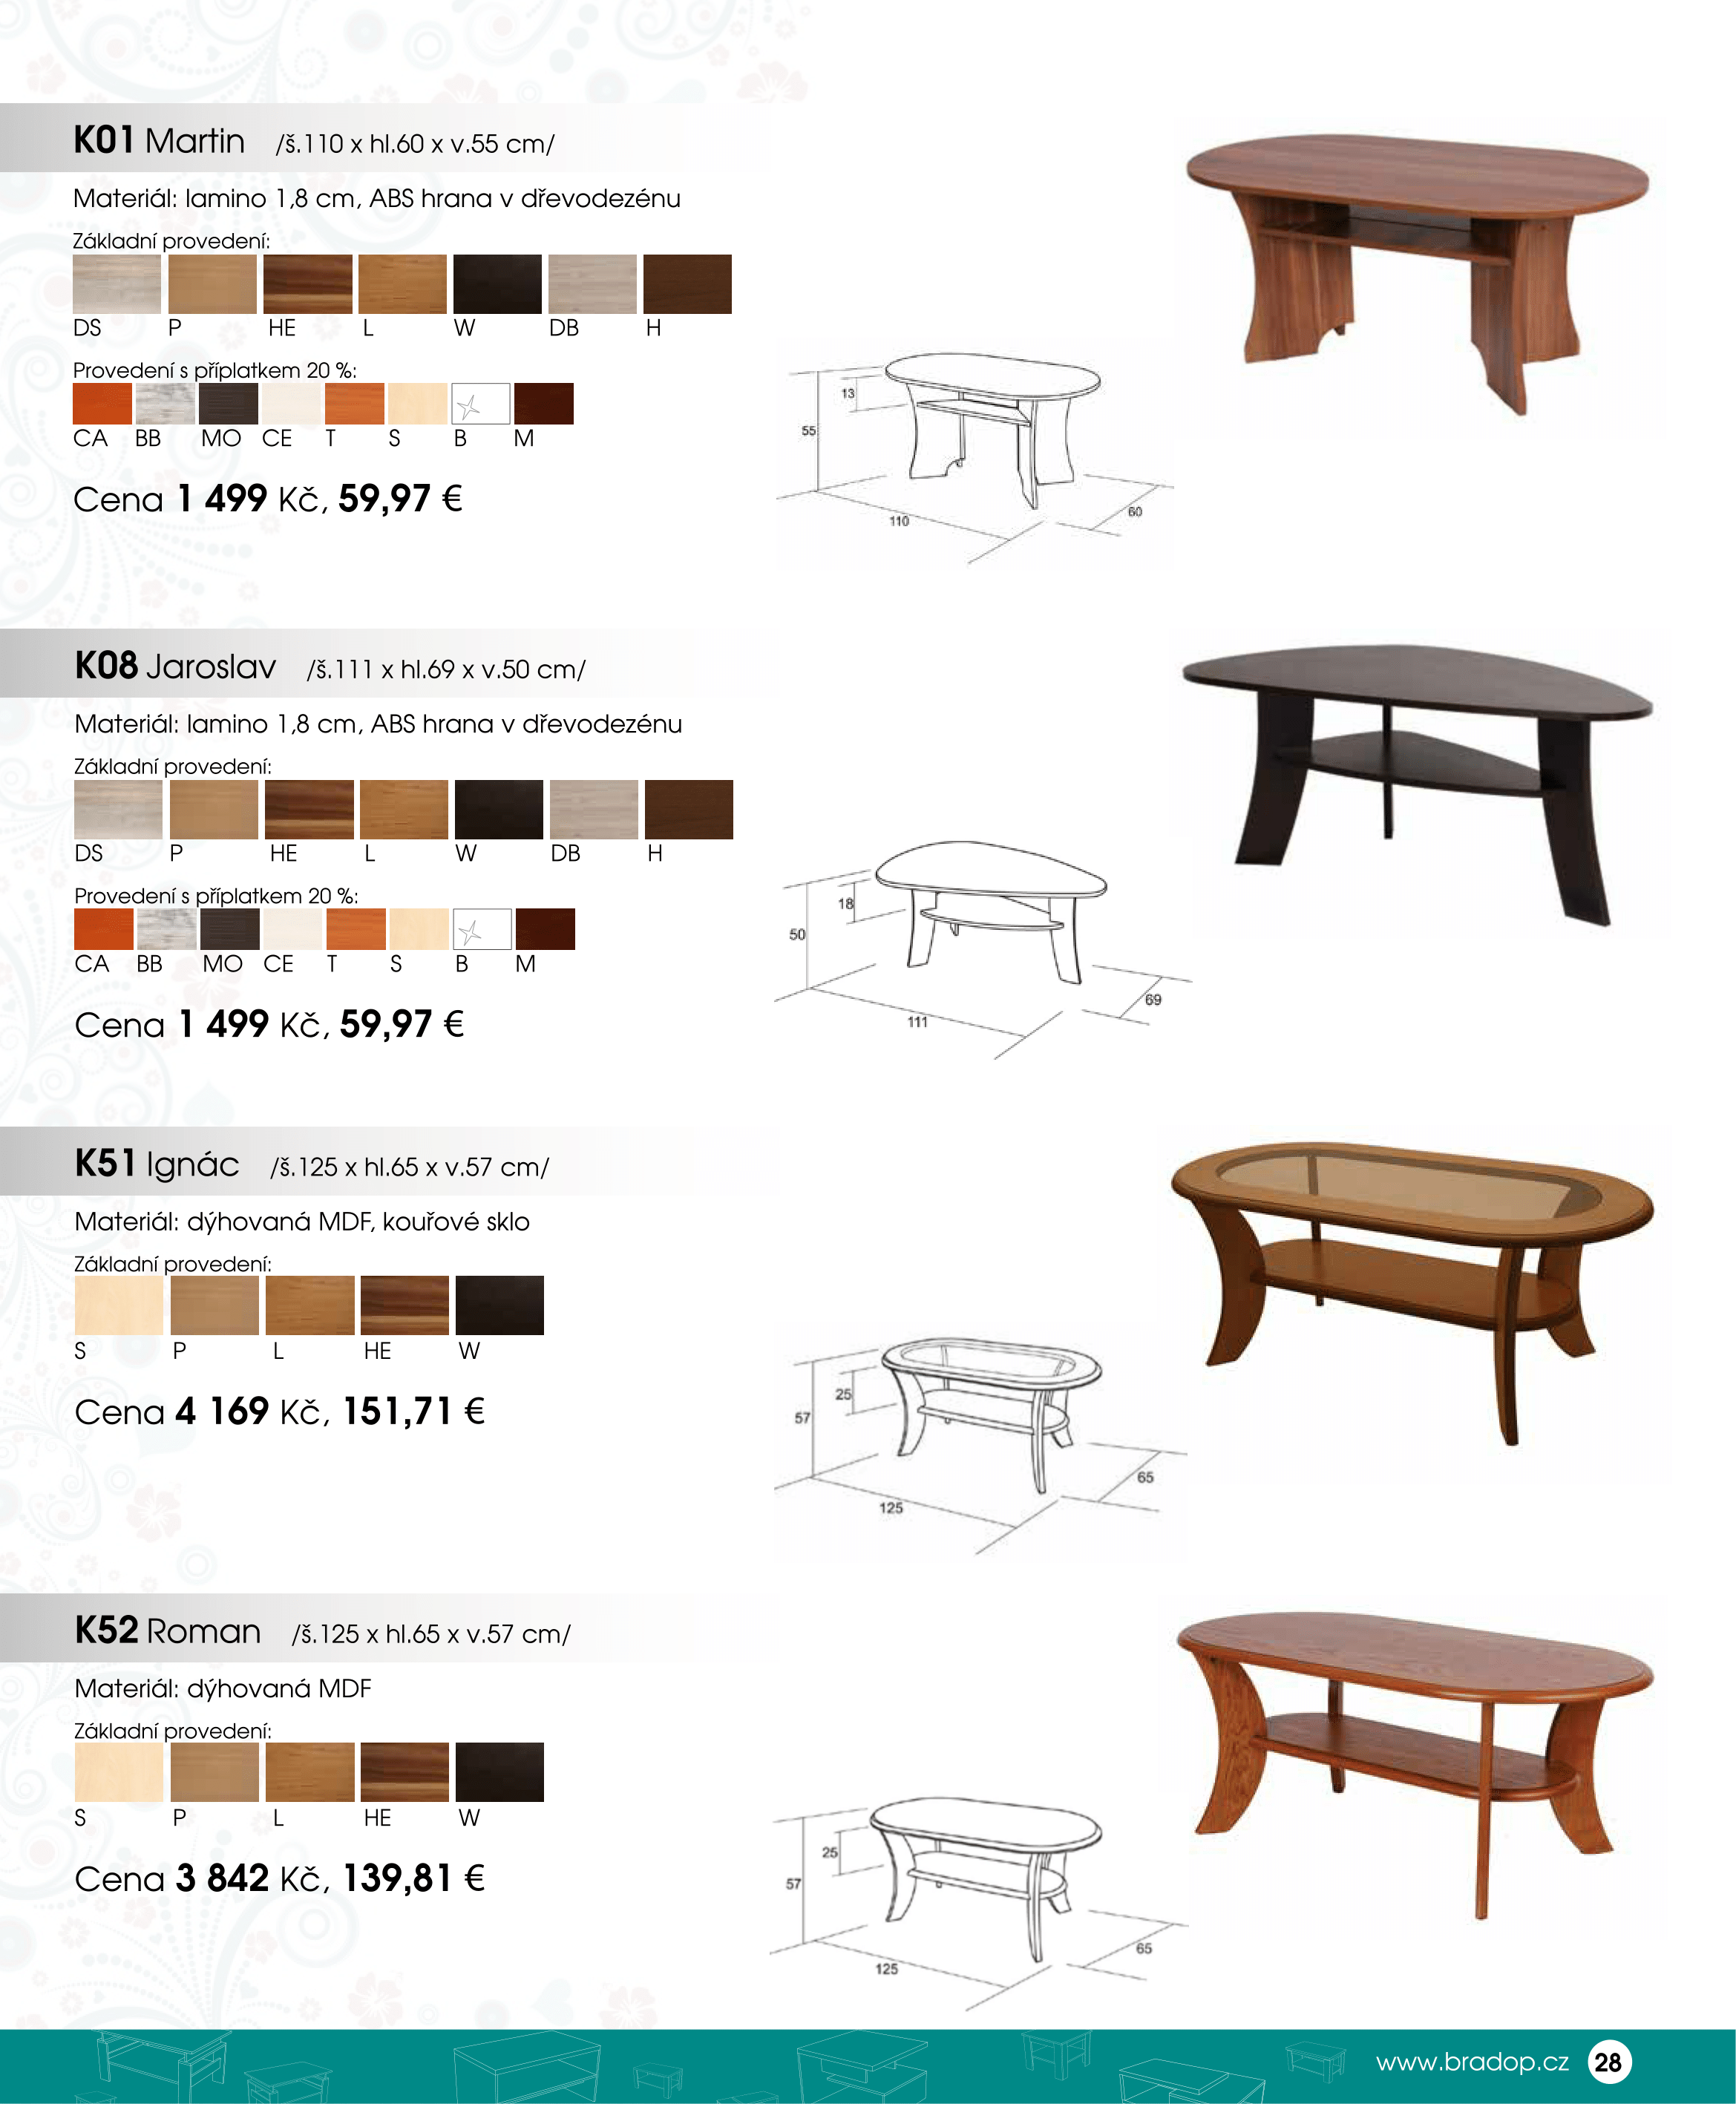 K01 Martin /š.110 x hl.60 x v.55 cm/
Materiál: lamino 1,8 cm, ABS hrana v dřevodezénu
Základní provedení:
DS P HE L W DB H
Provedení s příplatkem 20 %:
CA BB MO CE T S B M
Cena 1 499 Kč, 59,97 €
13
55
110
60
K08 Jaroslav /š.111 x hl.69 x v.50 cm/
Materiál: lamino 1,8 cm, ABS hrana v dřevodezénu
Základní provedení:
DS P HE L W DB H
Provedení s příplatkem 20 %:
CA BB MO CE T S B M
Cena 1 499 Kč, 59,97 €
18
50
111
69
K51 Ignác /š.125 x hl.65 x v.57 cm/
Materiál: dýhovaná MDF, kouřové sklo
Základní provedení:
S P L HE W
Cena 4 169 Kč, 151,71 €
25
57
125
65
K52 Roman /š.125 x hl.65 x v.57 cm/
Materiál: dýhovaná MDF
Základní provedení:
S P L HE W
Cena 3 842 Kč, 139,81 €
25
57
125
65
www.bradop.cz 28